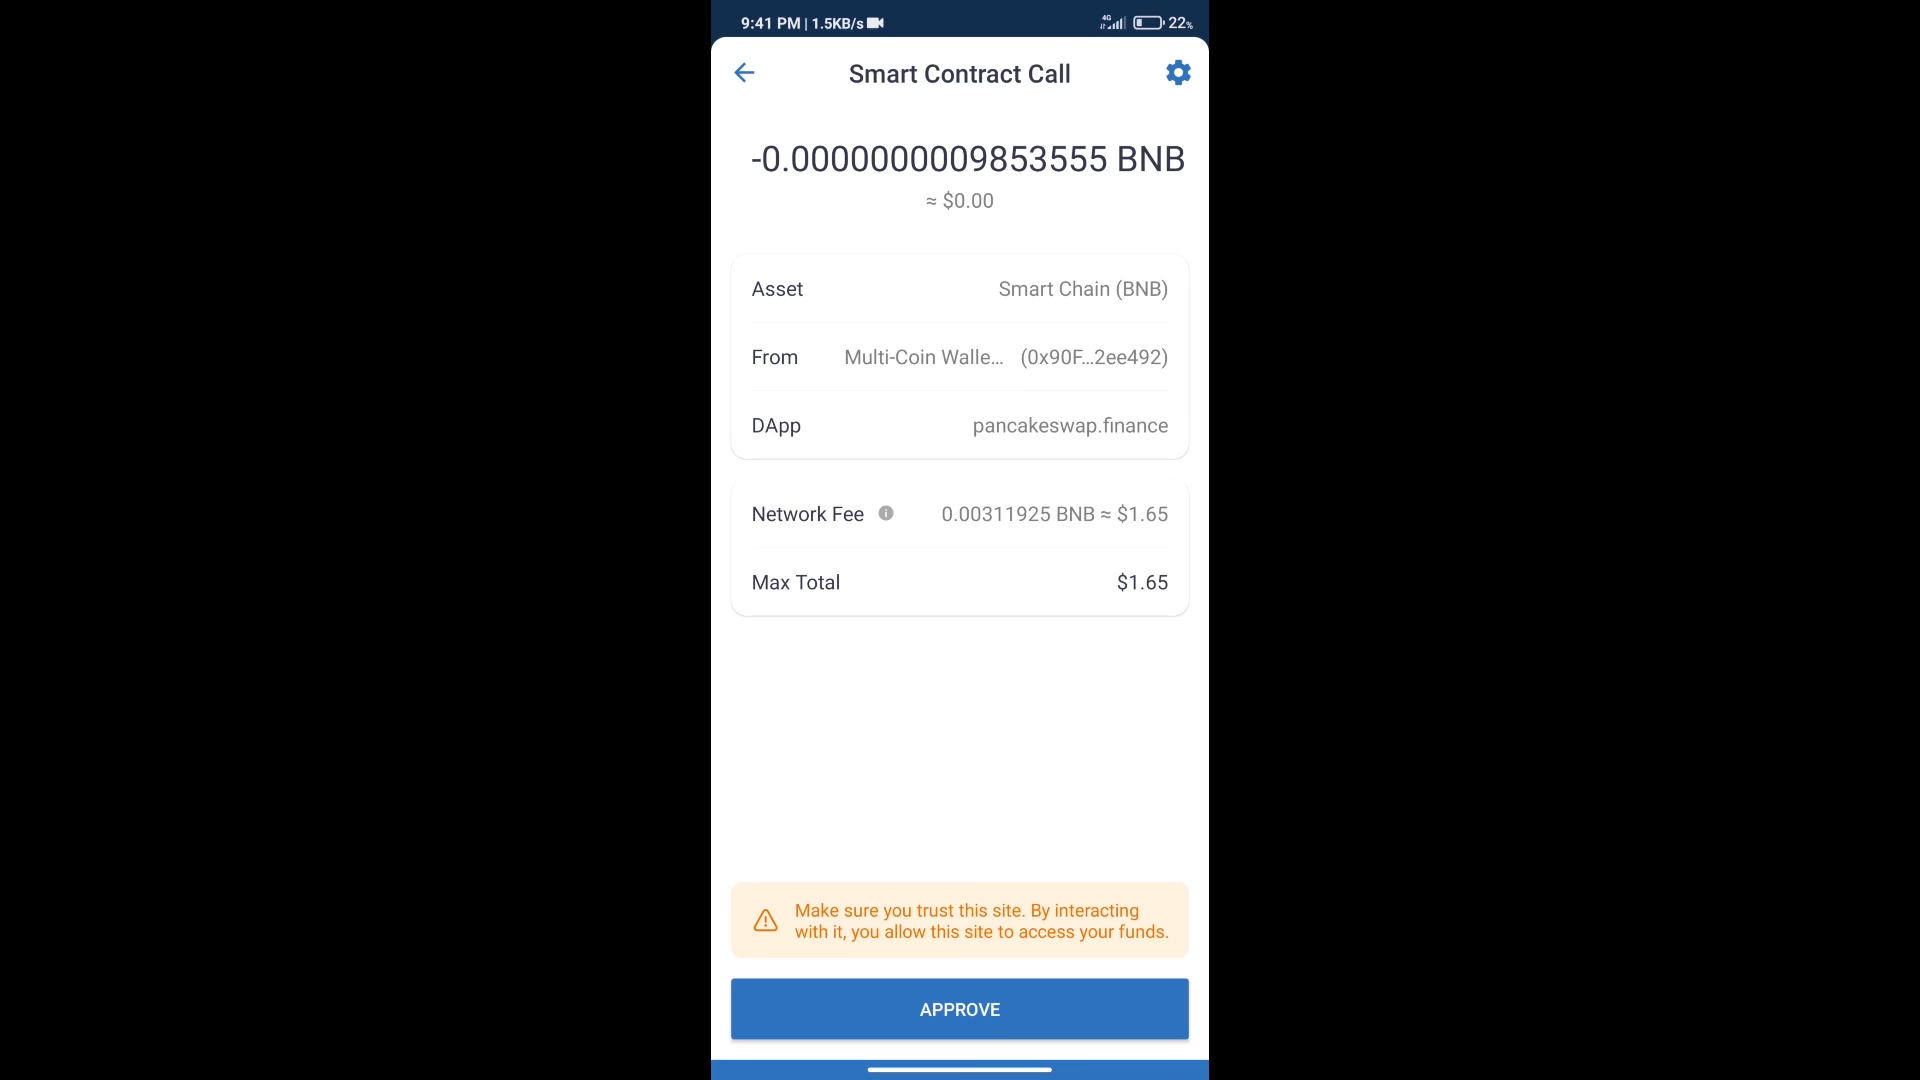 9:41 PM | 1.5KB/s 4G 22%
Smart Contract Call
-0.0000000009853555 BNB
≈ $0.00
Asset Smart Chain (BNB)
From Multi-Coin Walle... (0x90F...2ee492)
DApp pancakeswap.finance
Network Fee 0.00311925 BNB ≈ $1.65
Max Total $1.65
Make sure you trust this site. By interacting
with it, you allow this site to access your funds.
APPROVE